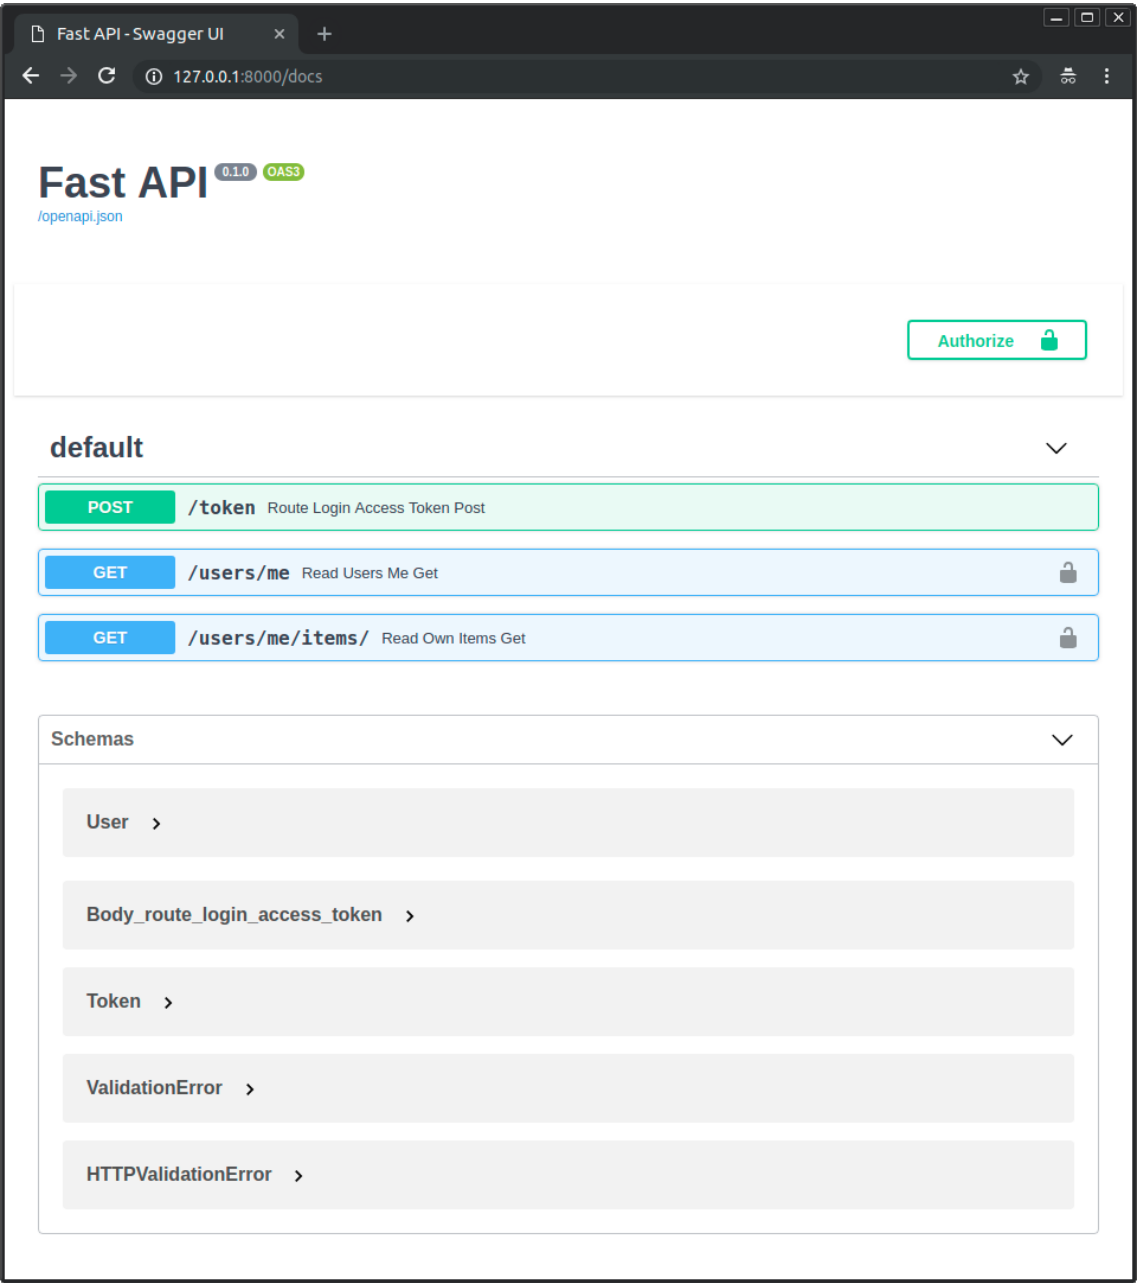 Fast API - Swagger UI
127.0.0.1:8000/docs
Fast API 0.1.0 OAS3
/openapi.json
Authorize
default
POST /token Route Login Access Token Post
GET /users/me Read Users Me Get
GET /users/me/items/ Read Own Items Get
Schemas
User
Body_route_login_access_token
Token
ValidationError
HTTPValidationError